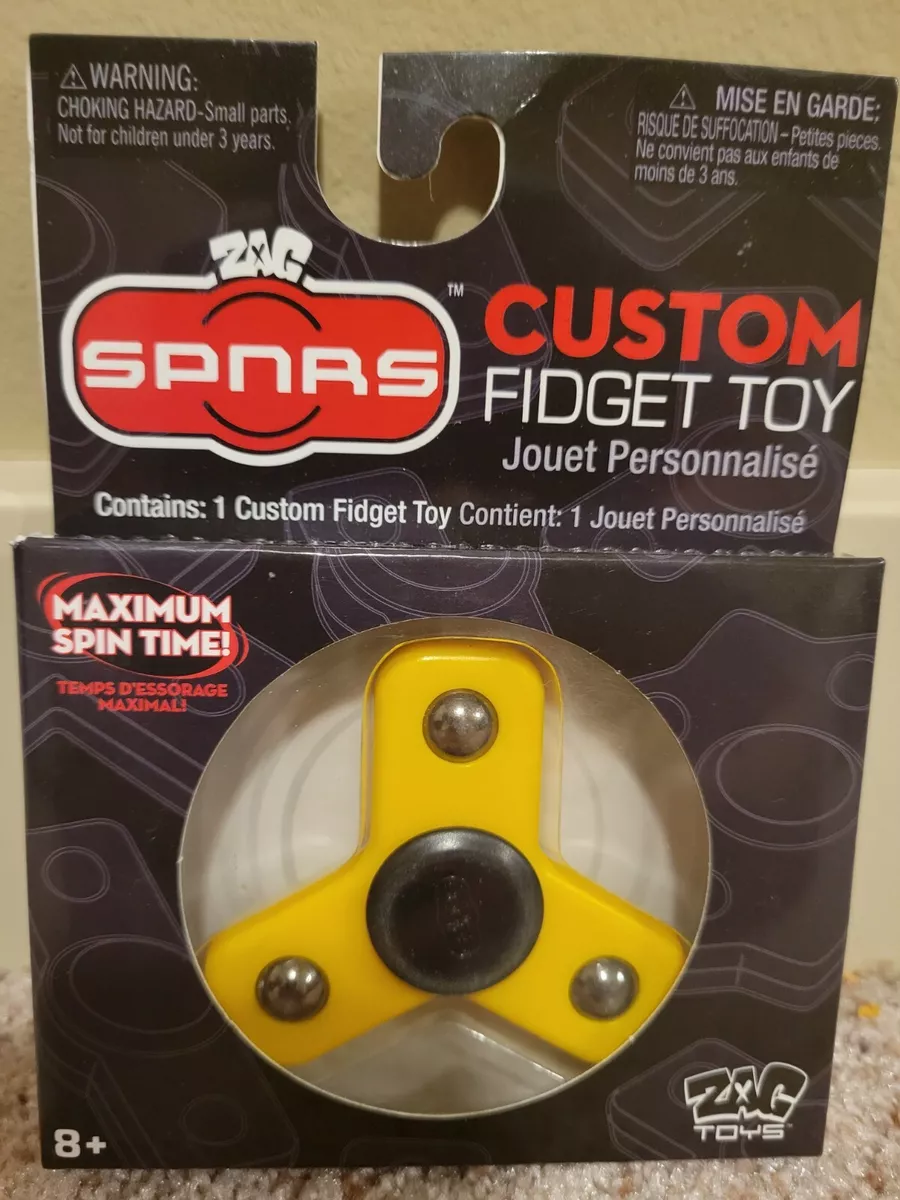 ⚠ WARNING:
CHOKING HAZARD-Small parts.
Not for children under 3 years.
⚠ MISE EN GARDE:
RISQUE DE SUFFOCATION - Petites pieces.
Ne convient pas aux enfants de
moins de 3 ans.
ZAG
SPNRS™
CUSTOM
FIDGET TOY
Jouet Personnalisé
Contains: 1 Custom Fidget Toy Contient: 1 Jouet Personnalisé
MAXIMUM
SPIN TIME!
TEMPS D'ESSORAGE
MAXIMAL!
8+
ZAG
TOYS